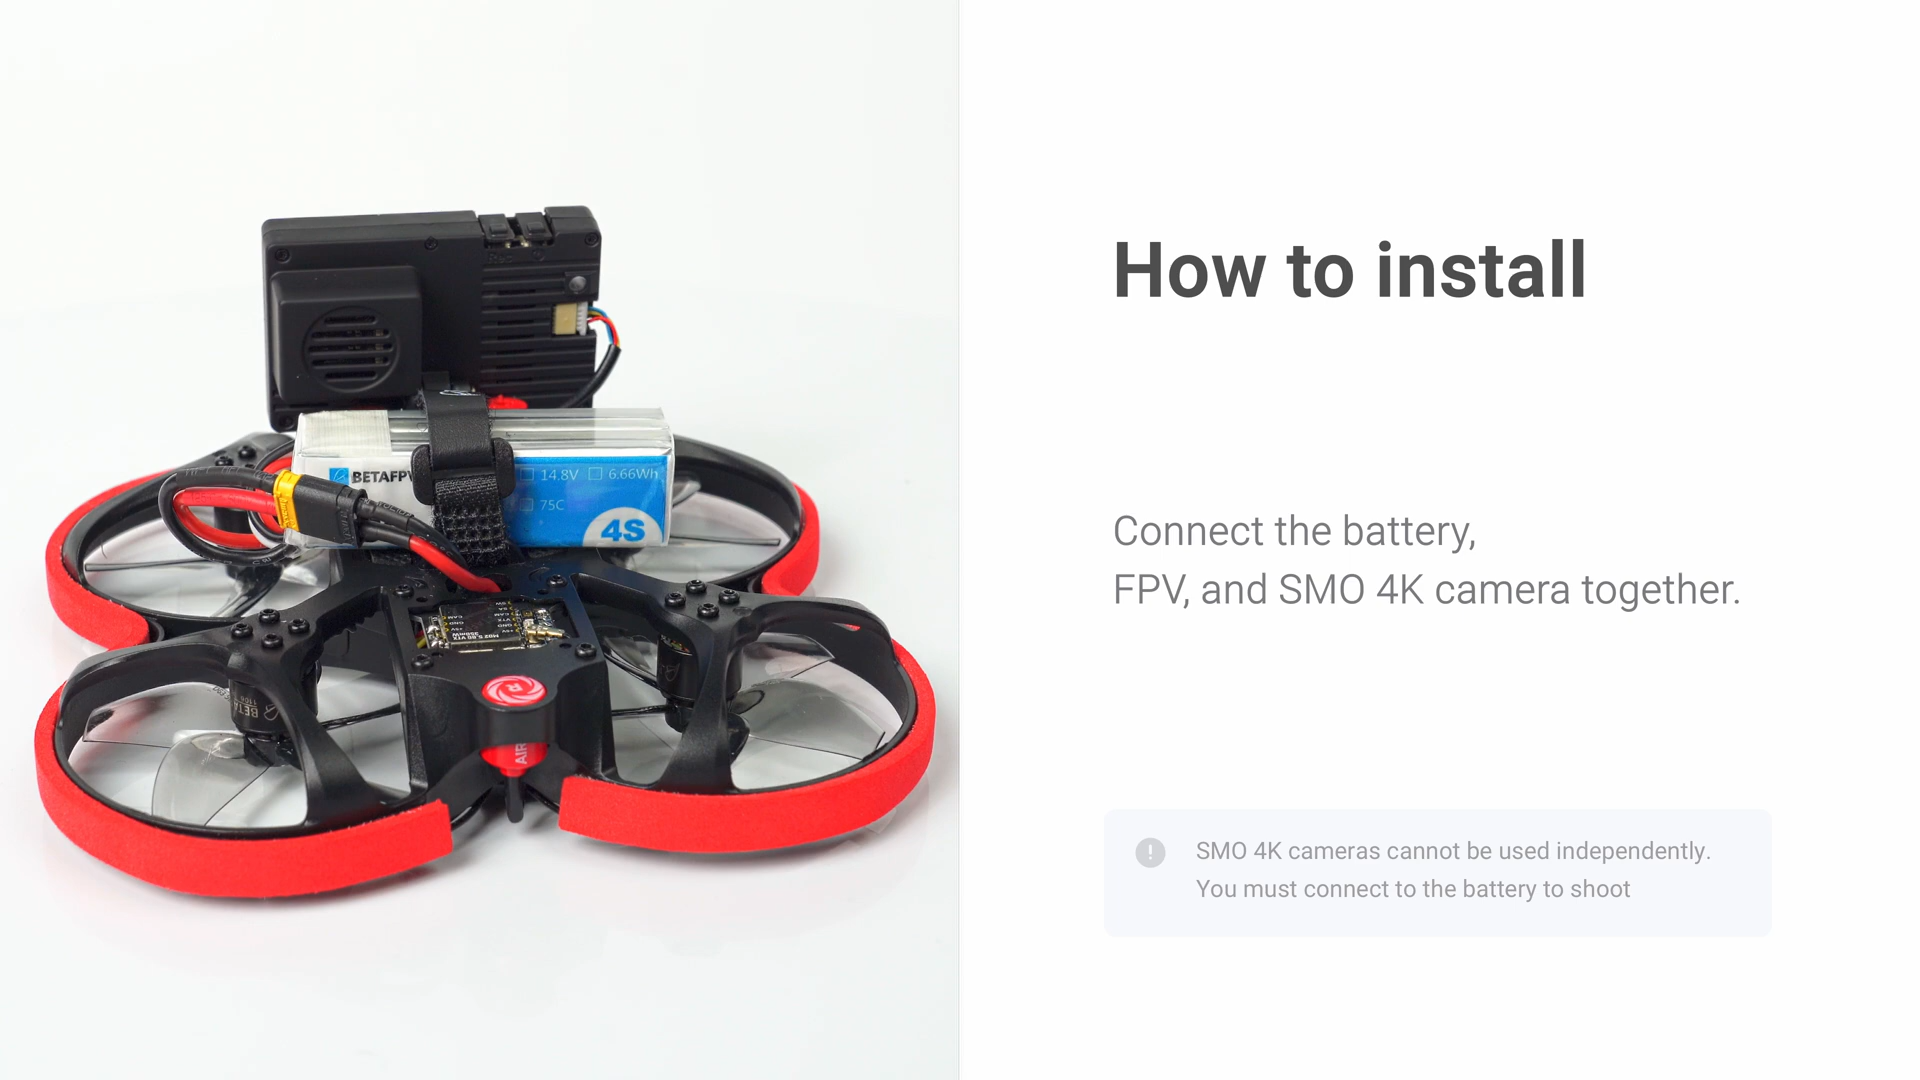 How to install
Connect the battery,
FPV, and SMO 4K camera together.
! SMO 4K cameras cannot be used independently.
You must connect to the battery to shoot
BETAFPV
14.8V 6.66Wh
75C
4S
AIR